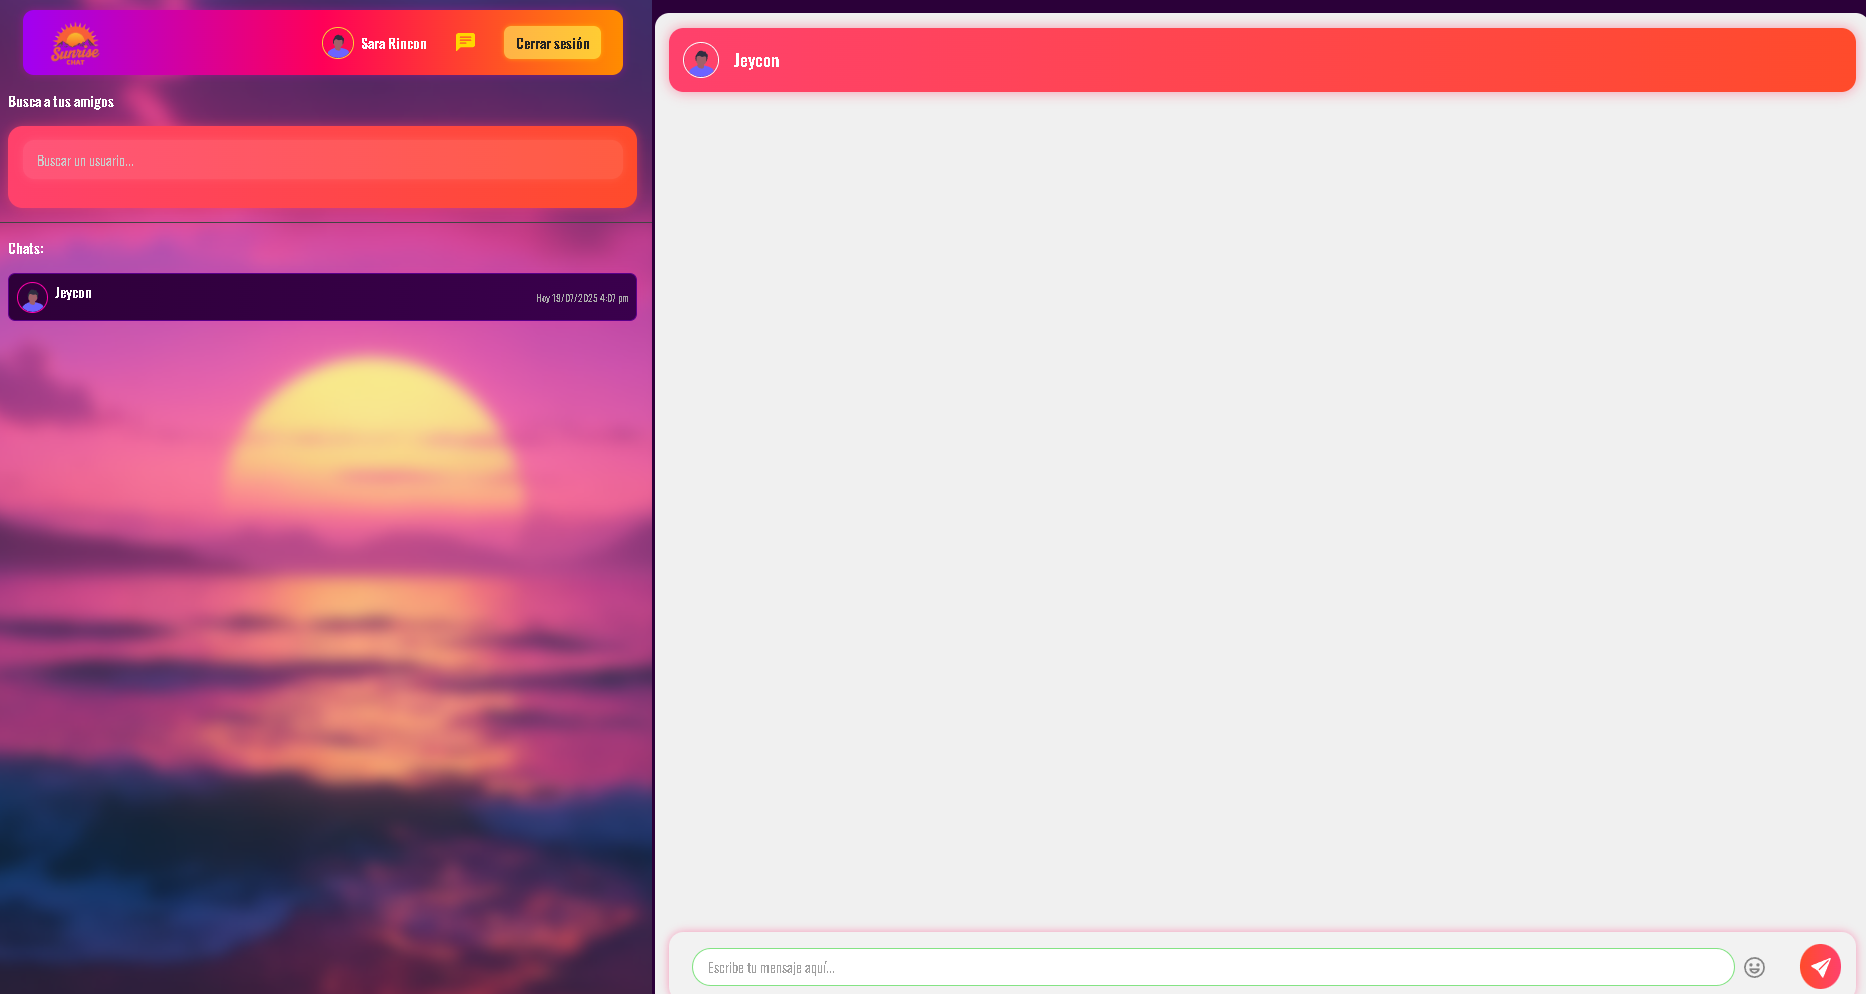 Sunrise
CHAT
Sara Rincon
Cerrar sesión
Busca a tus amigos
Buscar un usuario...
Chats:
Jeycon
Hoy 19/07/2025 4:07 pm
Jeycon
Escribe tu mensaje aquí...